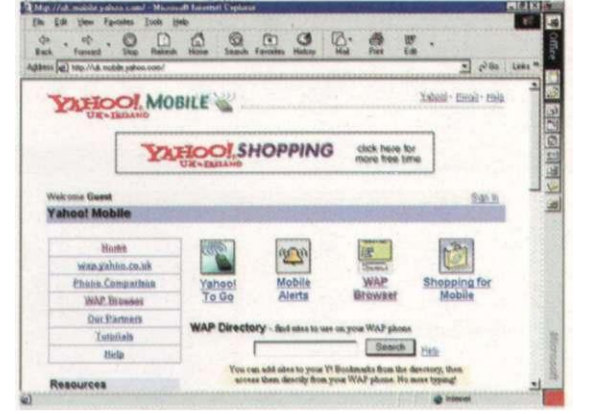 http://uk.mobile.yahoo.com/ - Microsoft Internet Explorer
File Edit View Favorites Tools Help
Back Forward Stop Refresh Home Search Favorites History Mail Print Edit
Address http://uk.mobile.yahoo.com/ Go Links »
Office
YAHOO! MOBILE
UK & IRELAND
Yahoo! - Email - Help
YAHOO! SHOPPING
UK & IRELAND
click here for
more free time
Welcome Guest
Sign In
Yahoo! Mobile
Home
wap.yahoo.co.uk
Phone Comparison
WAP Browser
Our Partners
Tutorials
Help
Yahoo!
To Go
Mobile
Alerts
WAP
Browser
Shopping for
Mobile
WAP Directory - find sites to use on your WAP phone
Search Help
You can add sites to your Y! Bookmarks from the directory, then
access them directly from your WAP phone. No more typing!
Resources
Internet
Microsoft